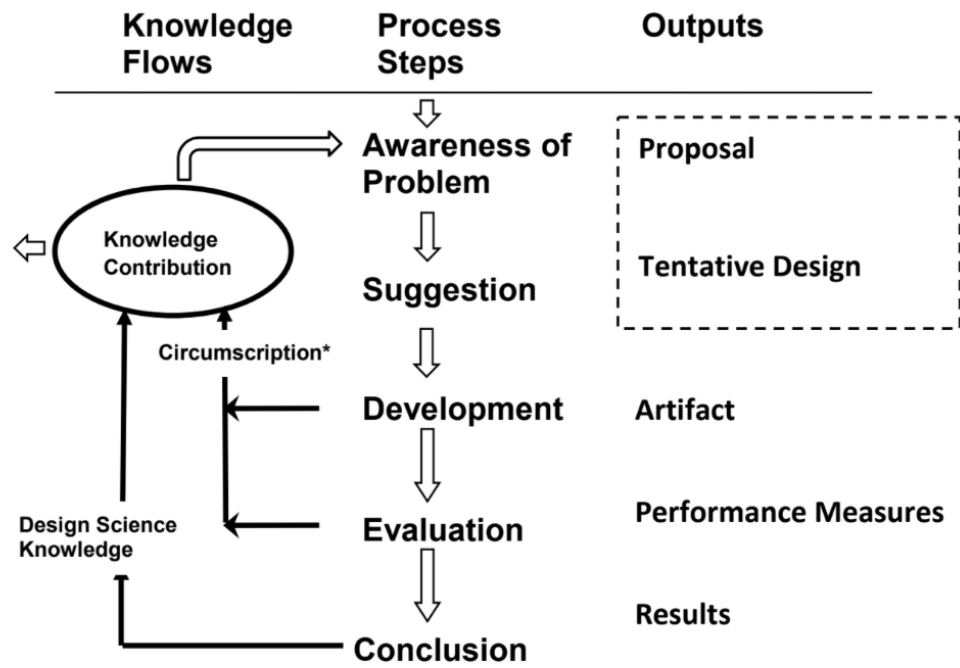 Knowledge
Flows
Process
Steps
Outputs
Awareness of
Problem
Proposal
Knowledge
Contribution
Tentative Design
Suggestion
Circumscription*
Development
Artifact
Design Science
Knowledge
Evaluation
Performance Measures
Results
Conclusion